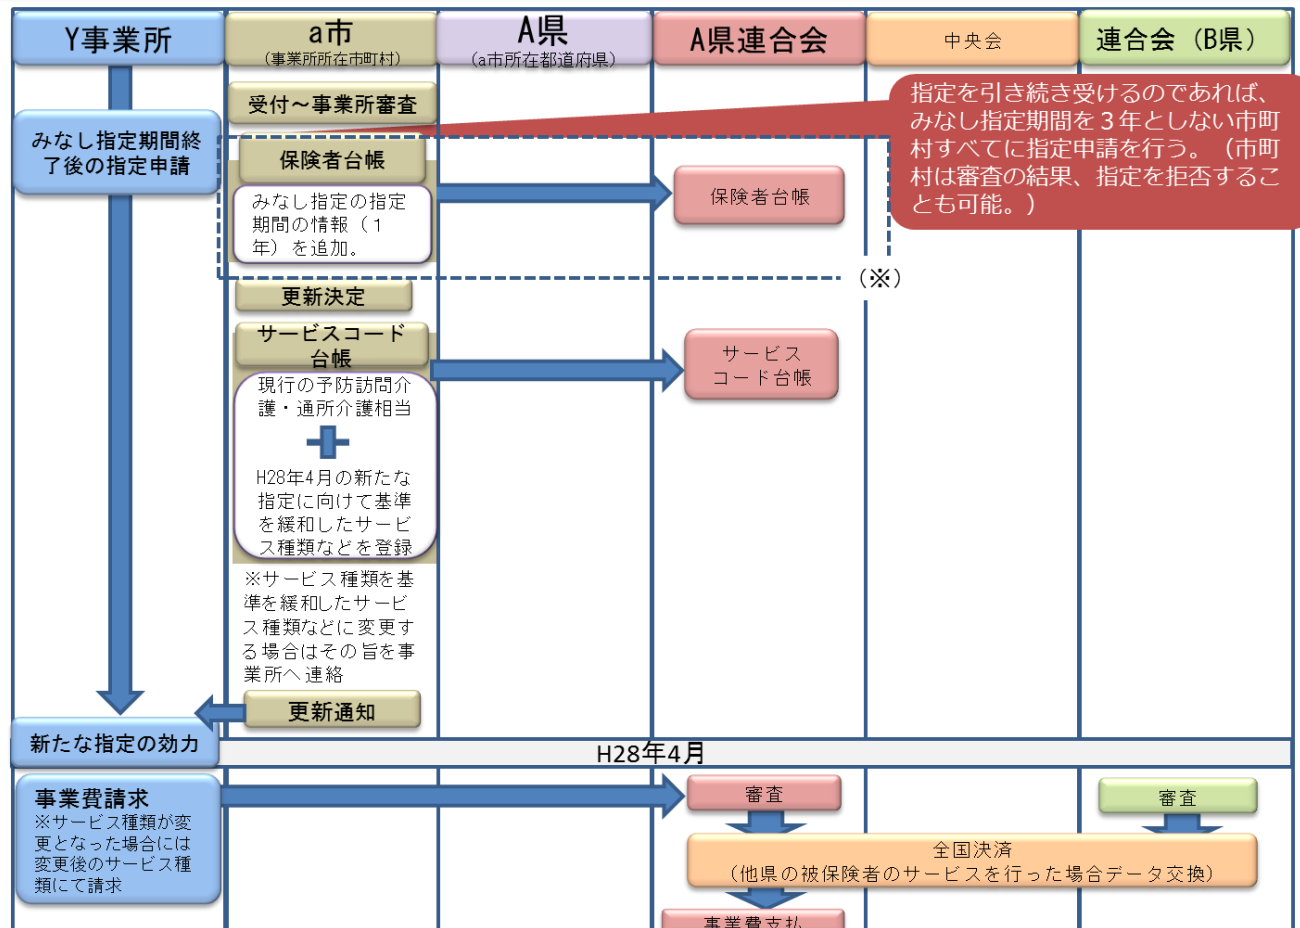 Y事業所
a市
(事業所所在市町村)
A県
(a市所在都道府県)
A県連合会
中央会
連合会（B県）
受付～事業所審査
指定を引き続き受けるのであれば、
みなし指定期間を３年としない市町
村すべてに指定申請を行う。（市町
村は審査の結果、指定を拒否するこ
とも可能。）
みなし指定期間終
了後の指定申請
保険者台帳
みなし指定の指定
期間の情報（１
年）を追加。
保険者台帳
（※）
更新決定
サービスコード
台帳
サービス
コード台帳
現行の予防訪問介
護・通所介護相当
H28年4月の新たな
指定に向けて基準
を緩和したサービ
ス種類などを登録
※サービス種類を基
準を緩和したサービ
ス種類などに変更す
る場合はその旨を事
業所へ連絡
更新通知
新たな指定の効力
H28年4月
事業費請求
※サービス種類が変
更となった場合には
変更後のサービス種
類にて請求
審査
審査
全国決済
（他県の被保険者のサービスを行った場合データ交換）
事業費支払